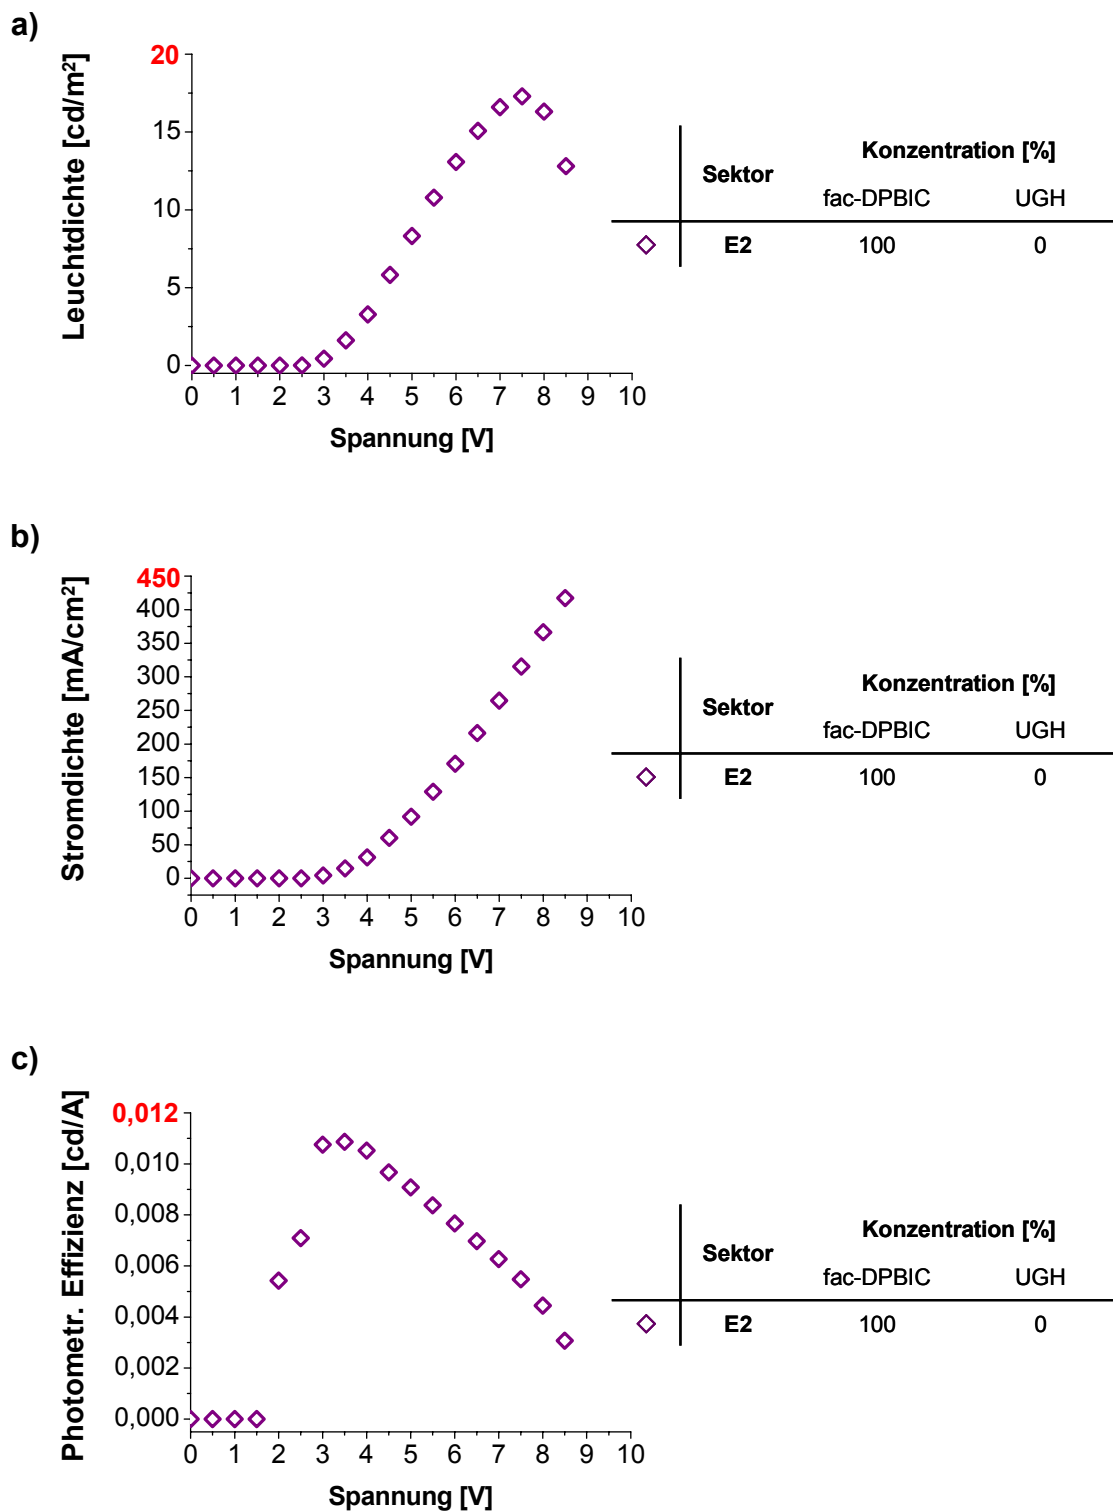 a)
Leuchtdichte [cd/m²]
20
15
10
5
0
0 1 2 3 4 5 6 7 8 9 10
Spannung [V]
Sektor
Konzentration [%]
fac-DPBIC UGH
E2 100 0
b)
Stromdichte [mA/cm²]
450
400
350
300
250
200
150
100
50
0
0 1 2 3 4 5 6 7 8 9 10
Spannung [V]
Sektor
Konzentration [%]
fac-DPBIC UGH
E2 100 0
c)
Photometr. Effizienz [cd/A]
0,012
0,010
0,008
0,006
0,004
0,002
0,000
0 1 2 3 4 5 6 7 8 9 10
Spannung [V]
Sektor
Konzentration [%]
fac-DPBIC UGH
E2 100 0